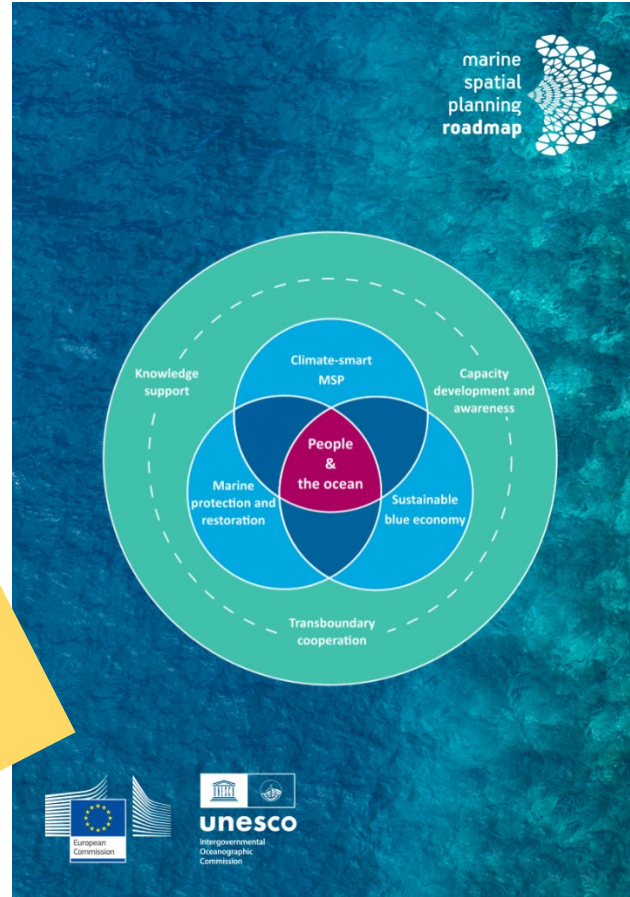 marine
spatial
planning
roadmap
Climate-smart
MSP
Knowledge
support
Capacity
development and
awareness
People
&
the ocean
Marine
protection and
restoration
Sustainable
blue economy
Transboundary
cooperation
European
Commission
unesco
Intergovernmental
Oceanographic
Commission